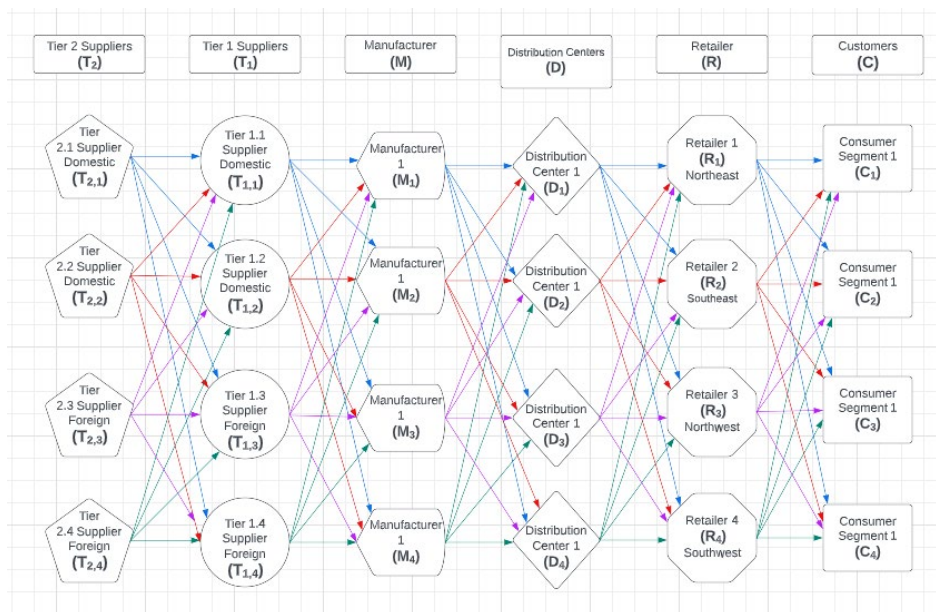 Tier 2 Suppliers
(T2)
Tier 1 Suppliers
(T1)
Manufacturer
(M)
Distribution Centers
(D)
Retailer
(R)
Customers
(C)
Tier
2.1 Supplier
Domestic
(T2,1)
Tier 1.1
Supplier
Domestic
(T1,1)
Manufacturer
1
(M1)
Distribution
Center 1
(D1)
Retailer 1
(R1)
Northeast
Consumer
Segment 1
(C1)
Tier
2.2 Supplier
Domestic
(T2,2)
Tier 1.2
Supplier
Domestic
(T1,2)
Manufacturer
1
(M2)
Distribution
Center 1
(D2)
Retailer 2
(R2)
Southeast
Consumer
Segment 1
(C2)
Tier
2.3 Supplier
Foreign
(T2,3)
Tier 1.3
Supplier
Foreign
(T1,3)
Manufacturer
1
(M3)
Distribution
Center 1
(D3)
Retailer 3
(R3)
Northwest
Consumer
Segment 1
(C3)
Tier
2.4 Supplier
Foreign
(T2,4)
Tier 1.4
Supplier
Foreign
(T1,4)
Manufacturer
1
(M4)
Distribution
Center 1
(D4)
Retailer 4
(R4)
Southwest
Consumer
Segment 1
(C4)